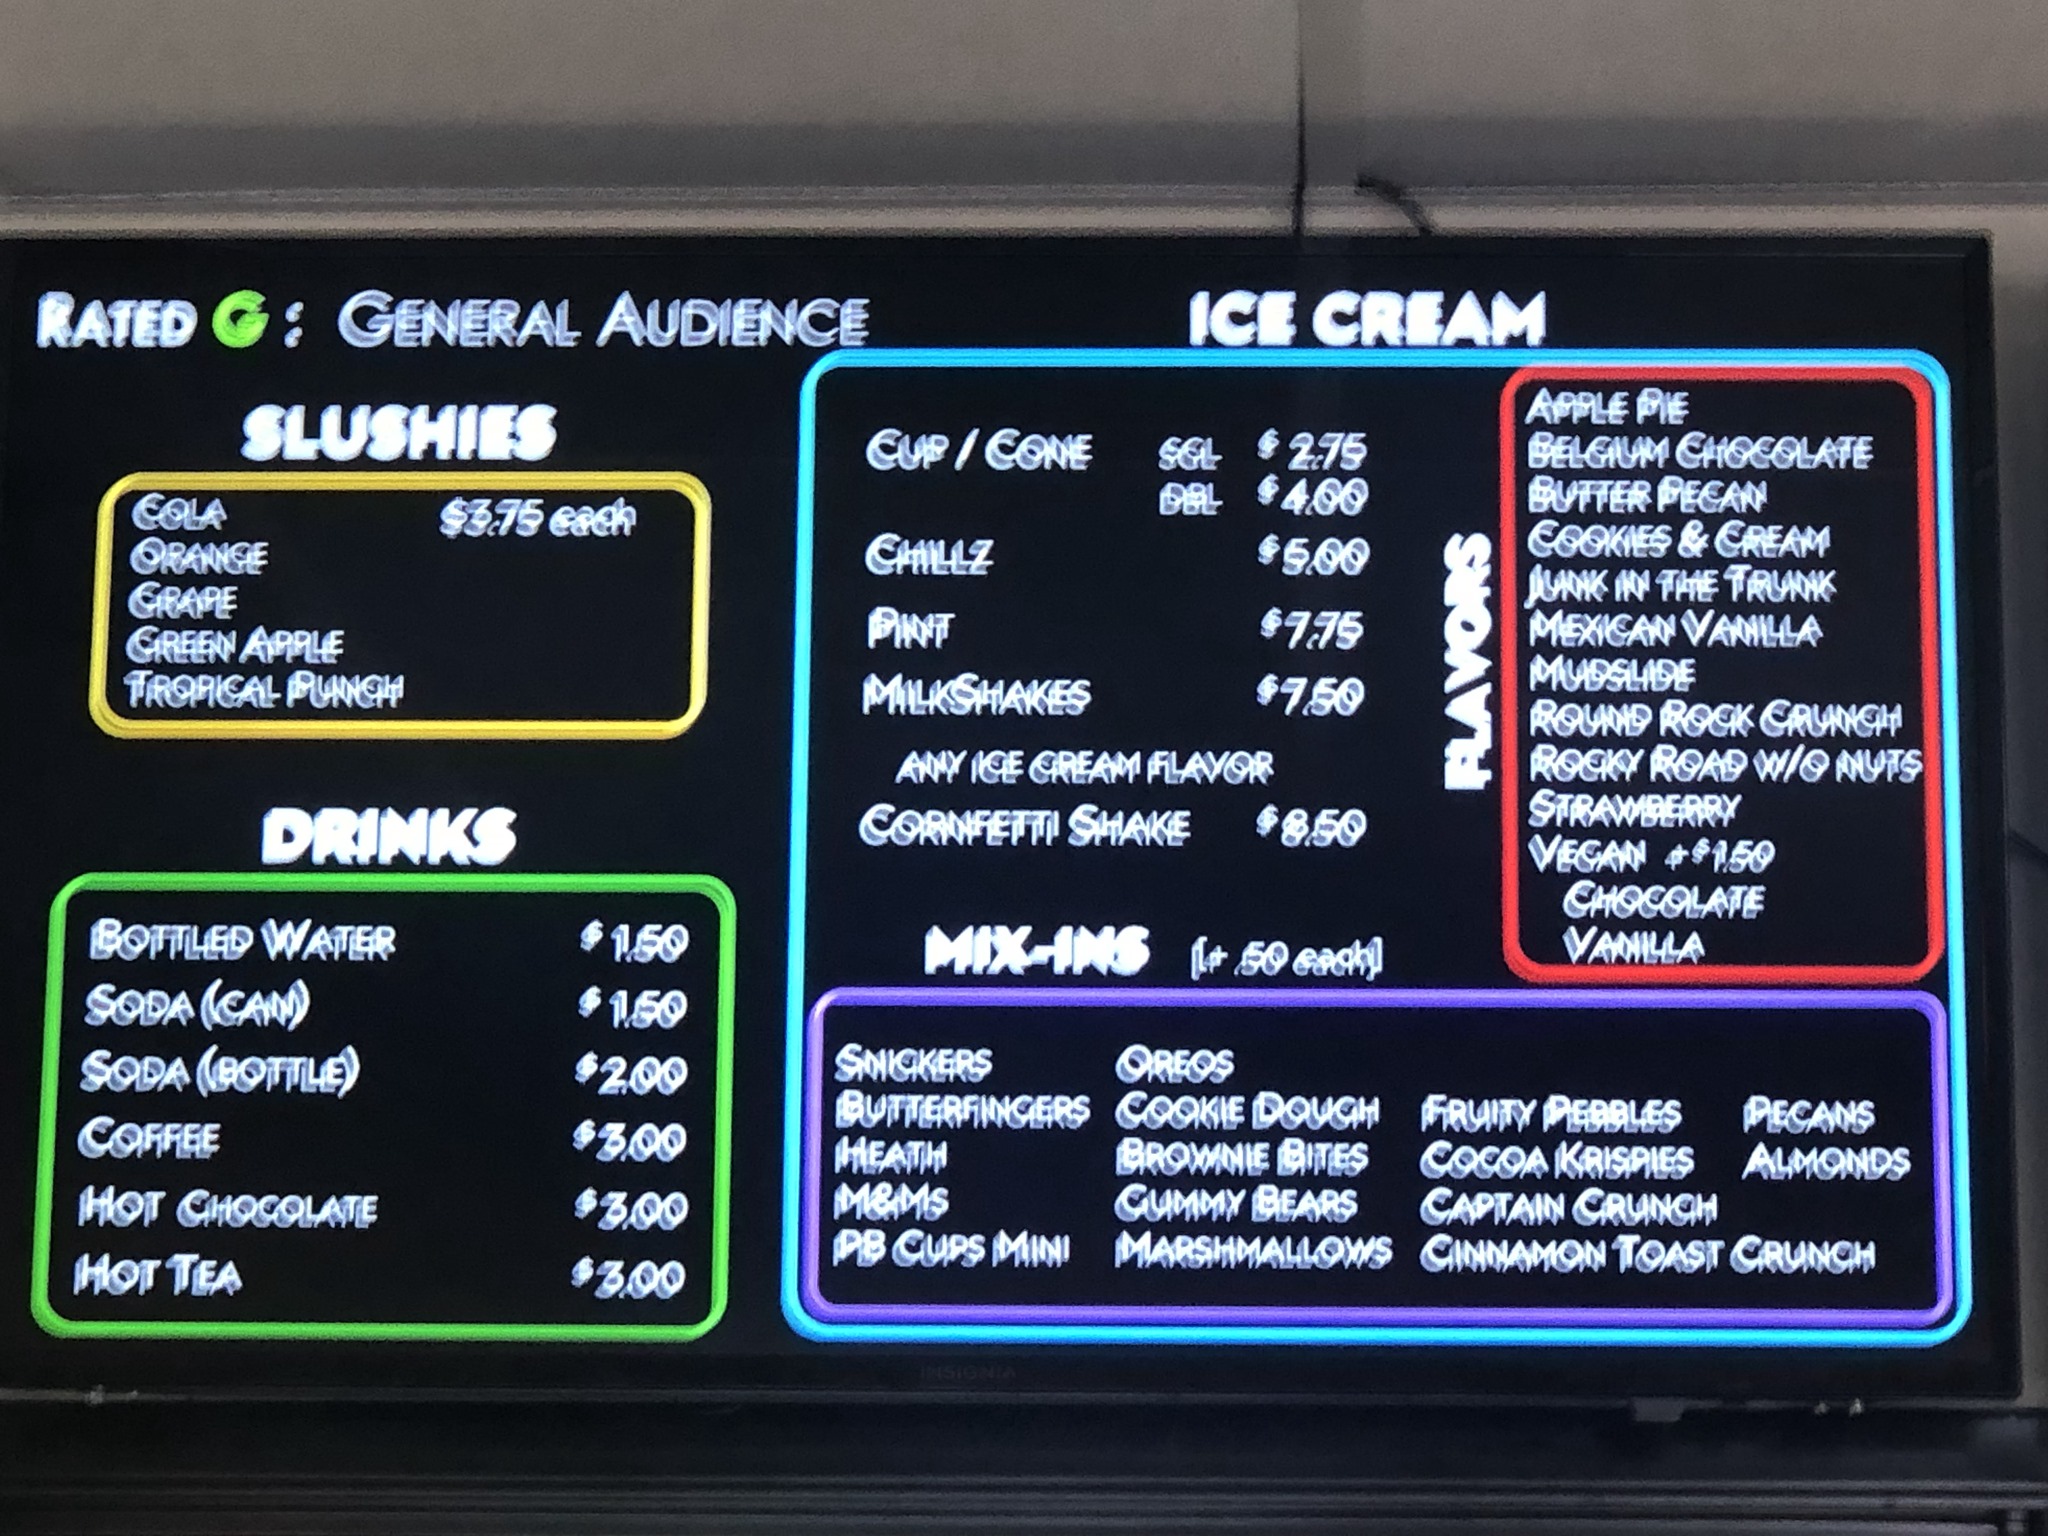 RATED G: GENERAL AUDIENCE
SLUSHIES
COLA $3.75 each
ORANGE
GRAPE
GREEN APPLE
TROPICAL PUNCH
DRINKS
BOTTLED WATER $1.50
SODA (CAN) $1.50
SODA (BOTTLE) $2.00
COFFEE $3.00
HOT CHOCOLATE $3.00
HOT TEA $3.00
ICE CREAM
CUP / CONE SGL $2.75
DBL $4.00
CHILLZ $5.00
PINT $7.75
MILKSHAKES $7.50
ANY ICE CREAM FLAVOR
CORNFETTI SHAKE $8.50
FLAVORS
APPLE PIE
BELGIUM CHOCOLATE
BUTTER PECAN
COOKIES & CREAM
JUNK IN THE TRUNK
MEXICAN VANILLA
MUDSLIDE
ROUND ROCK CRUNCH
ROCKY ROAD W/O NUTS
STRAWBERRY
VEGAN +$1.50
CHOCOLATE
VANILLA
MIX-INS [+ .50 each]
SNICKERS
BUTTERFINGERS
HEATH
M&MS
PB CUPS MINI
OREOS
COOKIE DOUGH
BROWNIE BITES
GUMMY BEARS
MARSHMALLOWS
FRUITY PEBBLES
COCOA KRISPIES
CAPTAIN CRUNCH
CINNAMON TOAST CRUNCH
PECANS
ALMONDS
INSIGNIA